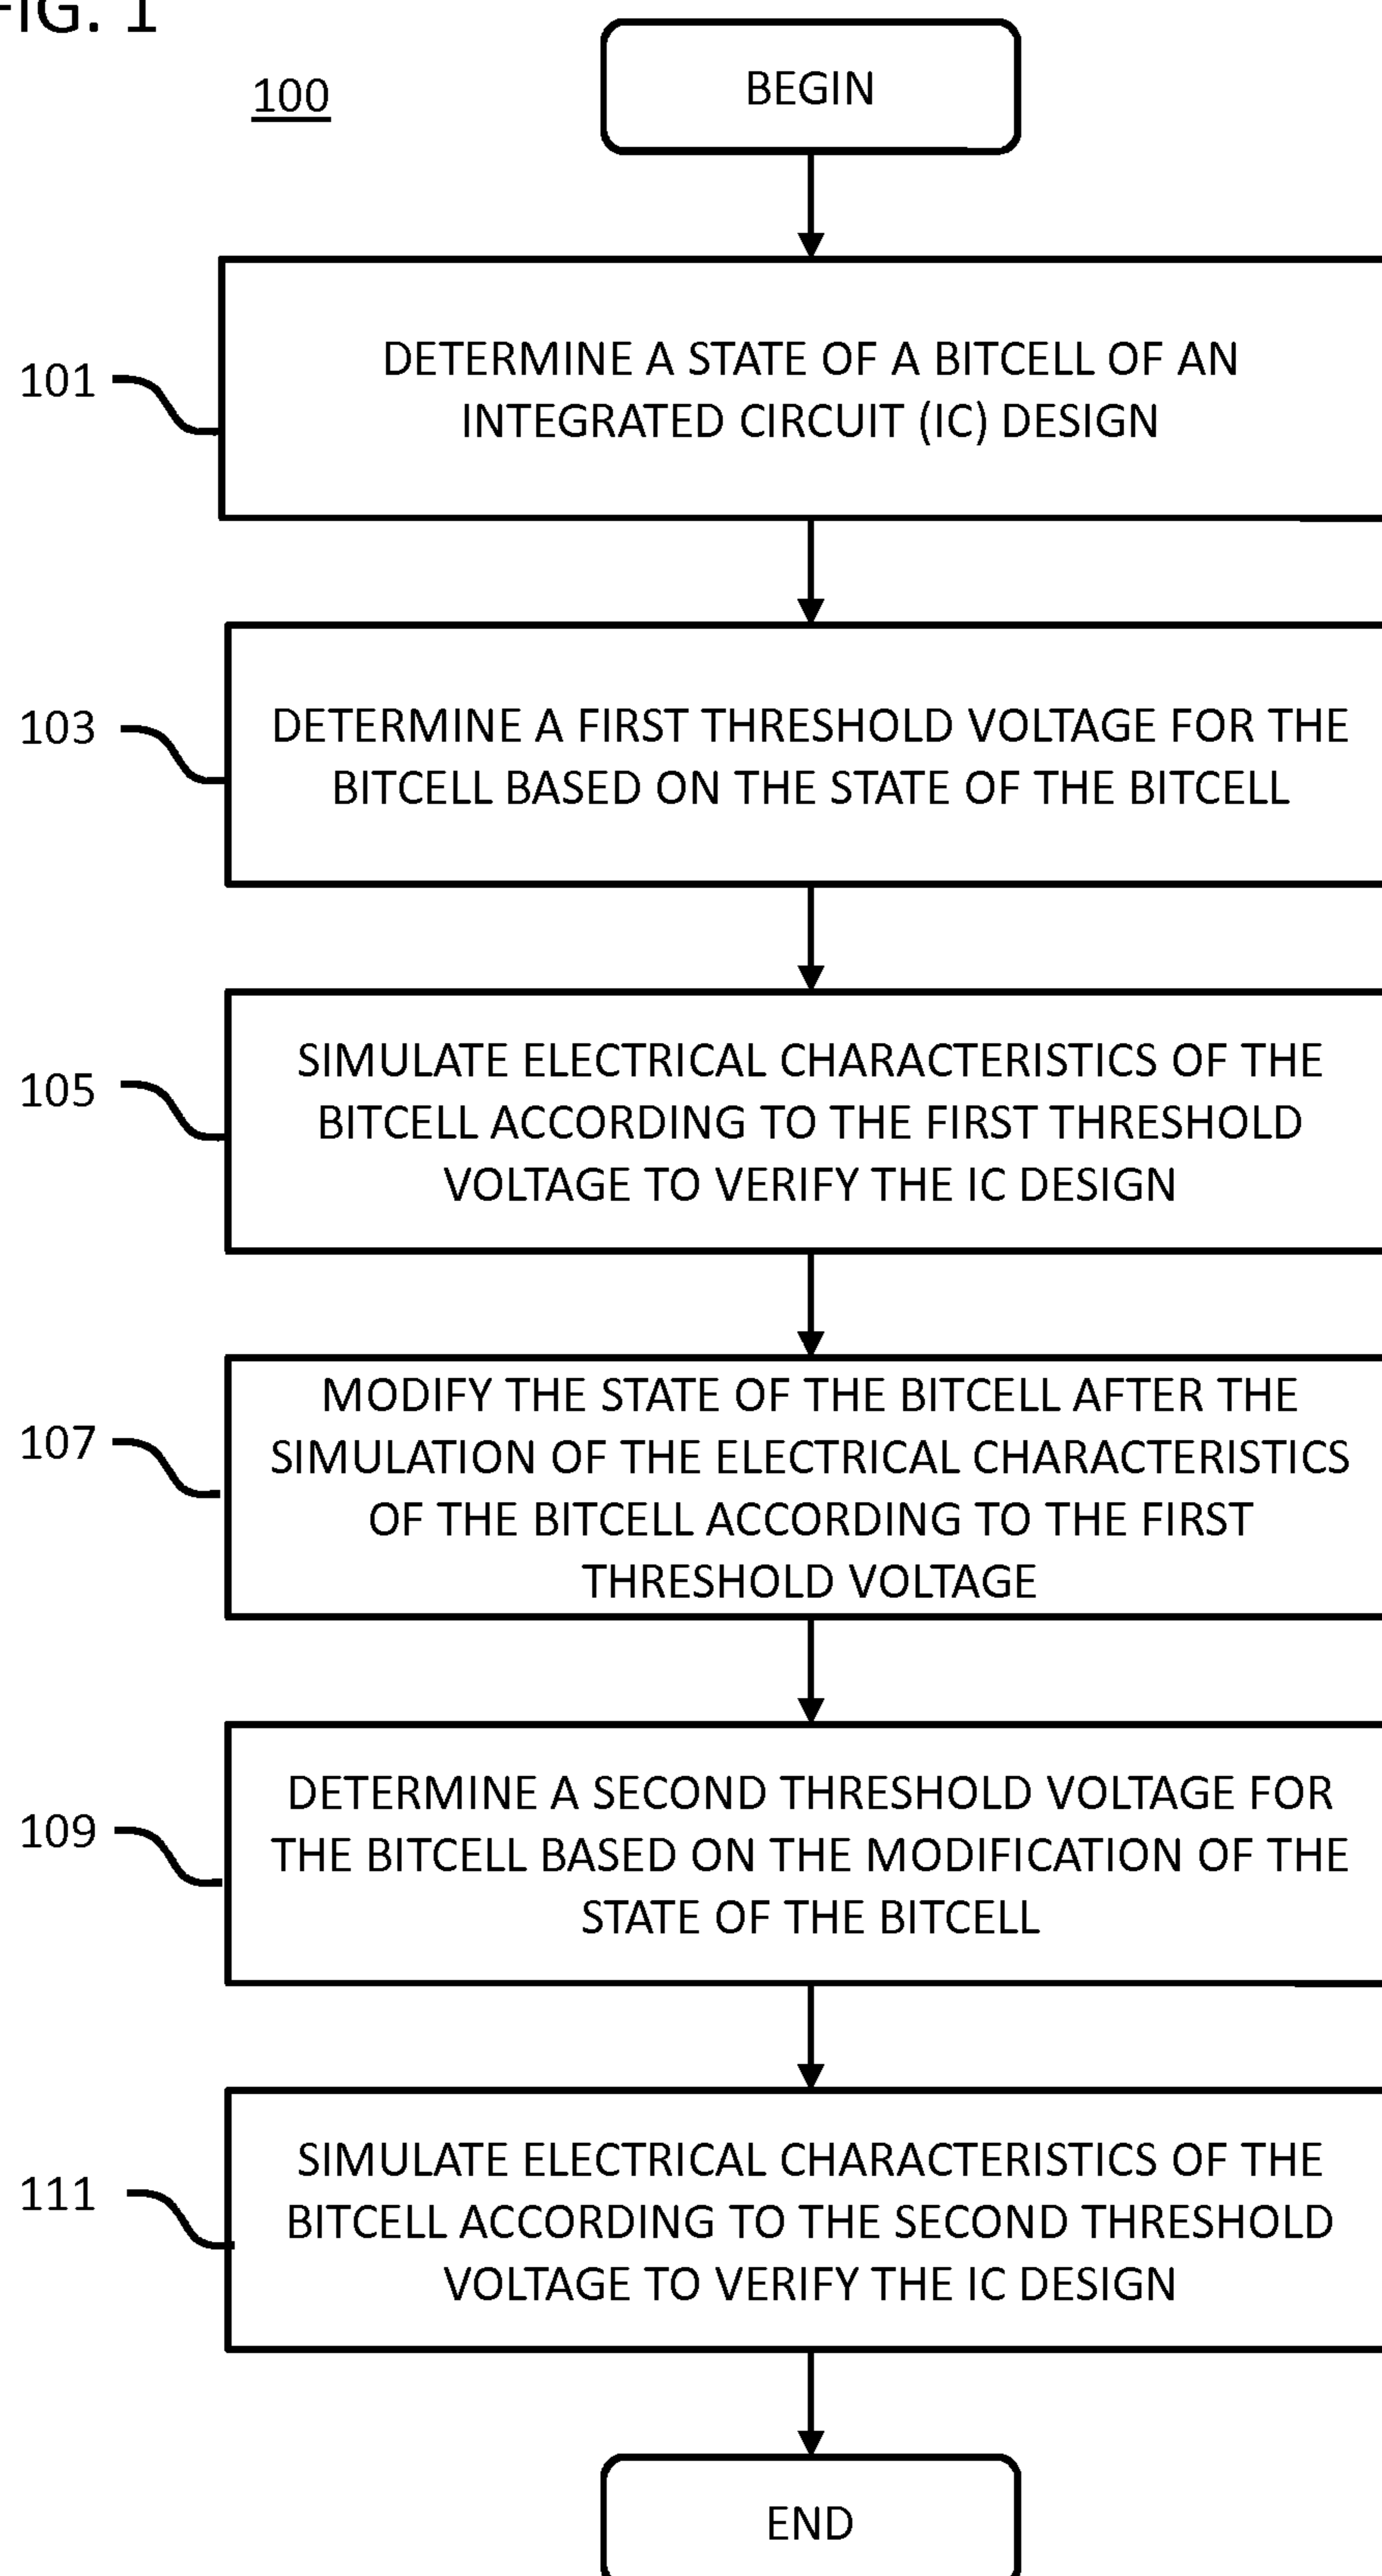 FIG. 1
100
BEGIN
101
DETERMINE A STATE OF A BITCELL OF AN
INTEGRATED CIRCUIT (IC) DESIGN
103
DETERMINE A FIRST THRESHOLD VOLTAGE FOR THE
BITCELL BASED ON THE STATE OF THE BITCELL
105
SIMULATE ELECTRICAL CHARACTERISTICS OF THE
BITCELL ACCORDING TO THE FIRST THRESHOLD
VOLTAGE TO VERIFY THE IC DESIGN
107
MODIFY THE STATE OF THE BITCELL AFTER THE
SIMULATION OF THE ELECTRICAL CHARACTERISTICS
OF THE BITCELL ACCORDING TO THE FIRST
THRESHOLD VOLTAGE
109
DETERMINE A SECOND THRESHOLD VOLTAGE FOR
THE BITCELL BASED ON THE MODIFICATION OF THE
STATE OF THE BITCELL
111
SIMULATE ELECTRICAL CHARACTERISTICS OF THE
BITCELL ACCORDING TO THE SECOND THRESHOLD
VOLTAGE TO VERIFY THE IC DESIGN
END